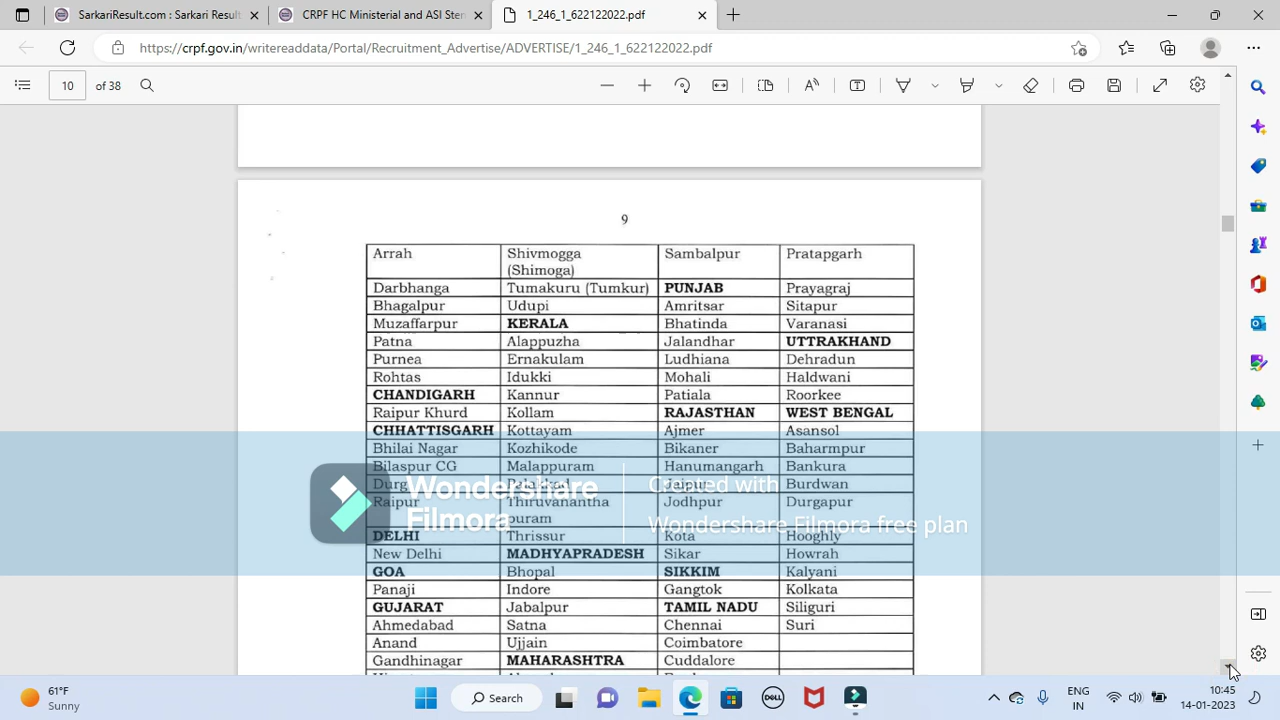 SarkariResult.com : Sarkari Result
CRPF HC Ministerial and ASI Sten
1_246_1_622122022.pdf
https://crpf.gov.in/writereaddata/Portal/Recruitment_Advertise/ADVERTISE/1_246_1_622122022.pdf
10 of 38
9
Arrah Shivmogga (Shimoga) Sambalpur Pratapgarh
Darbhanga Tumakuru (Tumkur) PUNJAB Prayagraj
Bhagalpur Udupi Amritsar Sitapur
Muzaffarpur KERALA Bhatinda Varanasi
Patna Alappuzha Jalandhar UTTRAKHAND
Purnea Ernakulam Ludhiana Dehradun
Rohtas Idukki Mohali Haldwani
CHANDIGARH Kannur Patiala Roorkee
Raipur Khurd Kollam RAJASTHAN WEST BENGAL
CHHATTISGARH Kottayam Ajmer Asansol
Bhilai Nagar Kozhikode Bikaner Baharmpur
Bilaspur CG Malappuram Hanumangarh Bankura
Durg Burdwan
Raipur Thiruvanantha puram Jodhpur Durgapur
Wondershare Filmora
Created with
Wondershare Filmora free plan
DELHI Thrissur Kota Hooghly
New Delhi MADHYAPRADESH Sikar Howrah
GOA Bhopal SIKKIM Kalyani
Panaji Indore Gangtok Kolkata
GUJARAT Jabalpur TAMIL NADU Siliguri
Ahmedabad Satna Chennai Suri
Anand Ujjain Coimbatore
Gandhinagar MAHARASHTRA Cuddalore
61°F
Sunny
Search
DELL
ENG
IN
10:45
14-01-2023